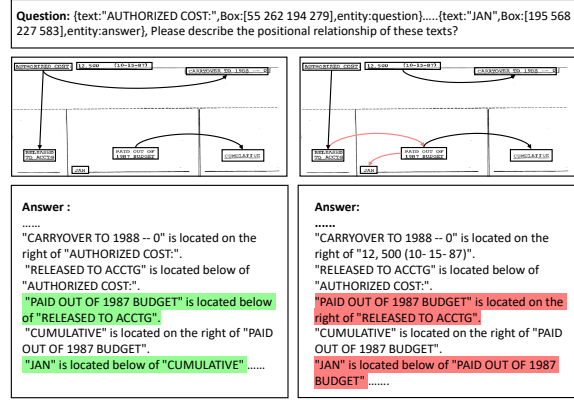 Question: {text:"AUTHORIZED COST:",Box:[55 262 194 279],entity:question}.....{text:"JAN",Box:[195 568
227 583],entity:answer}, Please describe the positional relationship of these texts?
AUTHORIZED COST: 12,500 (10-15-87)
CARRYOVER TO 1988 -- 0
RELEASED
TO ACCTG
PAID OUT OF
1987 BUDGET
CUMULATIVE
JAN
AUTHORIZED COST: 12,500 (10-15-87)
CARRYOVER TO 1988 -- 0
RELEASED
TO ACCTG
PAID OUT OF
1987 BUDGET
CUMULATIVE
JAN
Answer :
......
"CARRYOVER TO 1988 -- 0" is located on the
right of "AUTHORIZED COST:".
"RELEASED TO ACCTG" is located below of
"AUTHORIZED COST:".
"PAID OUT OF 1987 BUDGET" is located below
of "RELEASED TO ACCTG".
"CUMULATIVE" is located on the right of "PAID
OUT OF 1987 BUDGET".
"JAN" is located below of "CUMULATIVE" ......
Answer:
......
"CARRYOVER TO 1988 -- 0" is located on the
right of "12, 500 (10- 15- 87)".
"RELEASED TO ACCTG" is located below of
"AUTHORIZED COST:".
"PAID OUT OF 1987 BUDGET" is located on the
right of "RELEASED TO ACCTG".
"CUMULATIVE" is located on the right of "PAID
OUT OF 1987 BUDGET".
"JAN" is located below of "PAID OUT OF 1987
BUDGET" .......